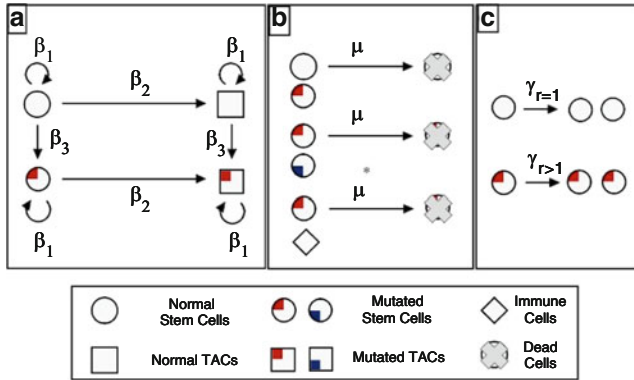 a
b
c
β1
β1
β2
β3
β3
β2
β1
β1
μ
μ
μ
γr=1
γr>1
Normal
Stem Cells
Mutated
Stem Cells
Immune
Cells
Normal TACs
Mutated TACs
Dead
Cells